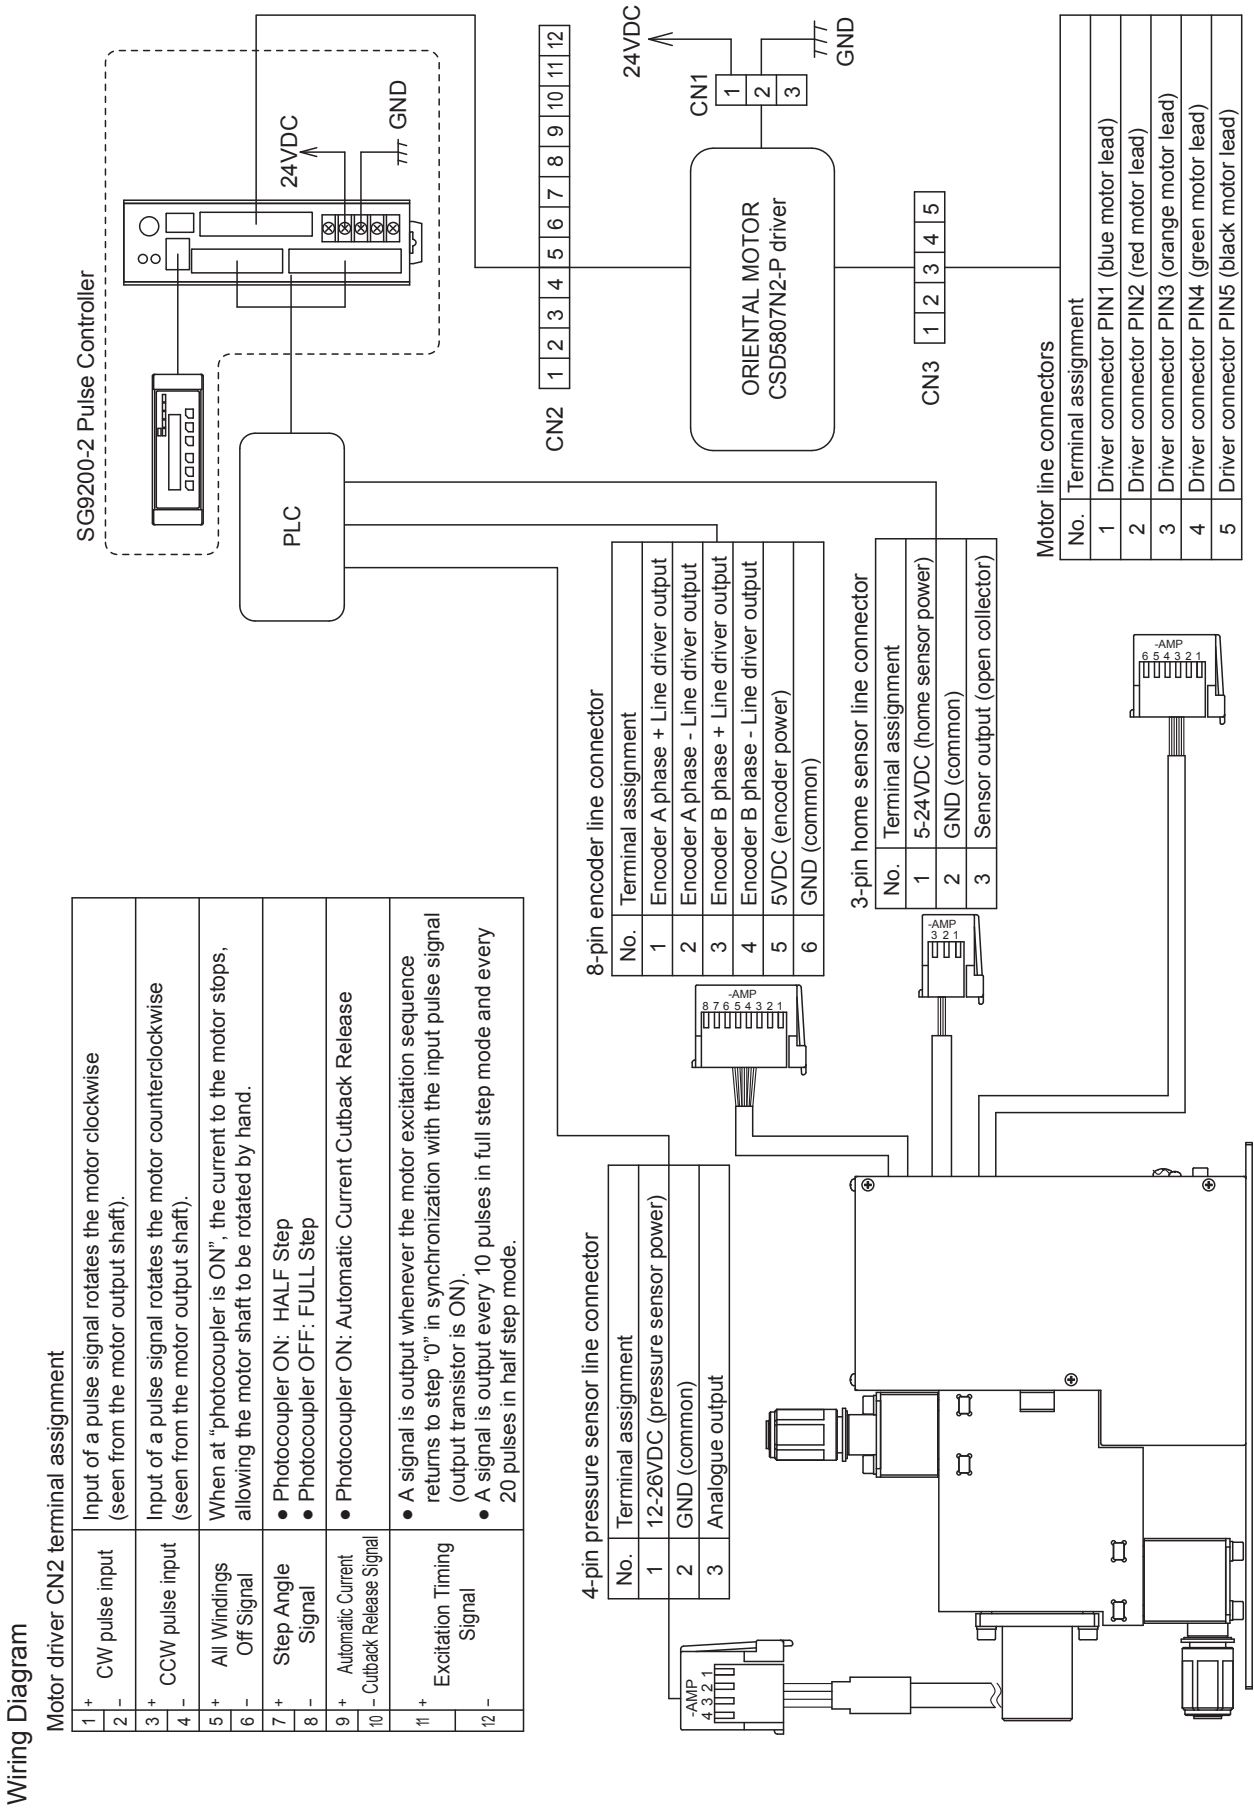 Wiring Diagram
Motor driver CN2 terminal assignment
1 + CW pulse input Input of a pulse signal rotates the motor clockwise
2 – (seen from the motor output shaft).
3 + CCW pulse input Input of a pulse signal rotates the motor counterclockwise
4 – (seen from the motor output shaft).
5 + All Windings When at “photocoupler is ON”, the current to the motor stops,
6 – Off Signal allowing the motor shaft to be rotated by hand.
7 + Step Angle ● Photocoupler ON: HALF Step
8 – Signal ● Photocoupler OFF: FULL Step
9 + Automatic Current ● Photocoupler ON: Automatic Current Cutback Release
10 – Cutback Release Signal
11 + Excitation Timing ● A signal is output whenever the motor excitation sequence
returns to step “0” in synchronization with the input pulse signal
(output transistor is ON).
12 – Signal ● A signal is output every 10 pulses in full step mode and every
20 pulses in half step mode.
SG9200-2 Pulse Controller
24VDC
GND
PLC
CN2
1 2 3 4 5 6 7 8 9 10 11 12
ORIENTAL MOTOR
CSD5807N2-P driver
CN1
1
2
3
24VDC
GND
CN3
1 2 3 4 5
4-pin pressure sensor line connector
No. Terminal assignment
1 12-26VDC (pressure sensor power)
2 GND (common)
3 Analogue output
-AMP
4 3 2 1
8-pin encoder line connector
No. Terminal assignment
1 Encoder A phase + Line driver output
2 Encoder A phase - Line driver output
3 Encoder B phase + Line driver output
4 Encoder B phase - Line driver output
5 5VDC (encoder power)
6 GND (common)
-AMP
8 7 6 5 4 3 2 1
3-pin home sensor line connector
No. Terminal assignment
1 5-24VDC (home sensor power)
2 GND (common)
3 Sensor output (open collector)
-AMP
3 2 1
Motor line connectors
No. Terminal assignment
1 Driver connector PIN1 (blue motor lead)
2 Driver connector PIN2 (red motor lead)
3 Driver connector PIN3 (orange motor lead)
4 Driver connector PIN4 (green motor lead)
5 Driver connector PIN5 (black motor lead)
-AMP
6 5 4 3 2 1